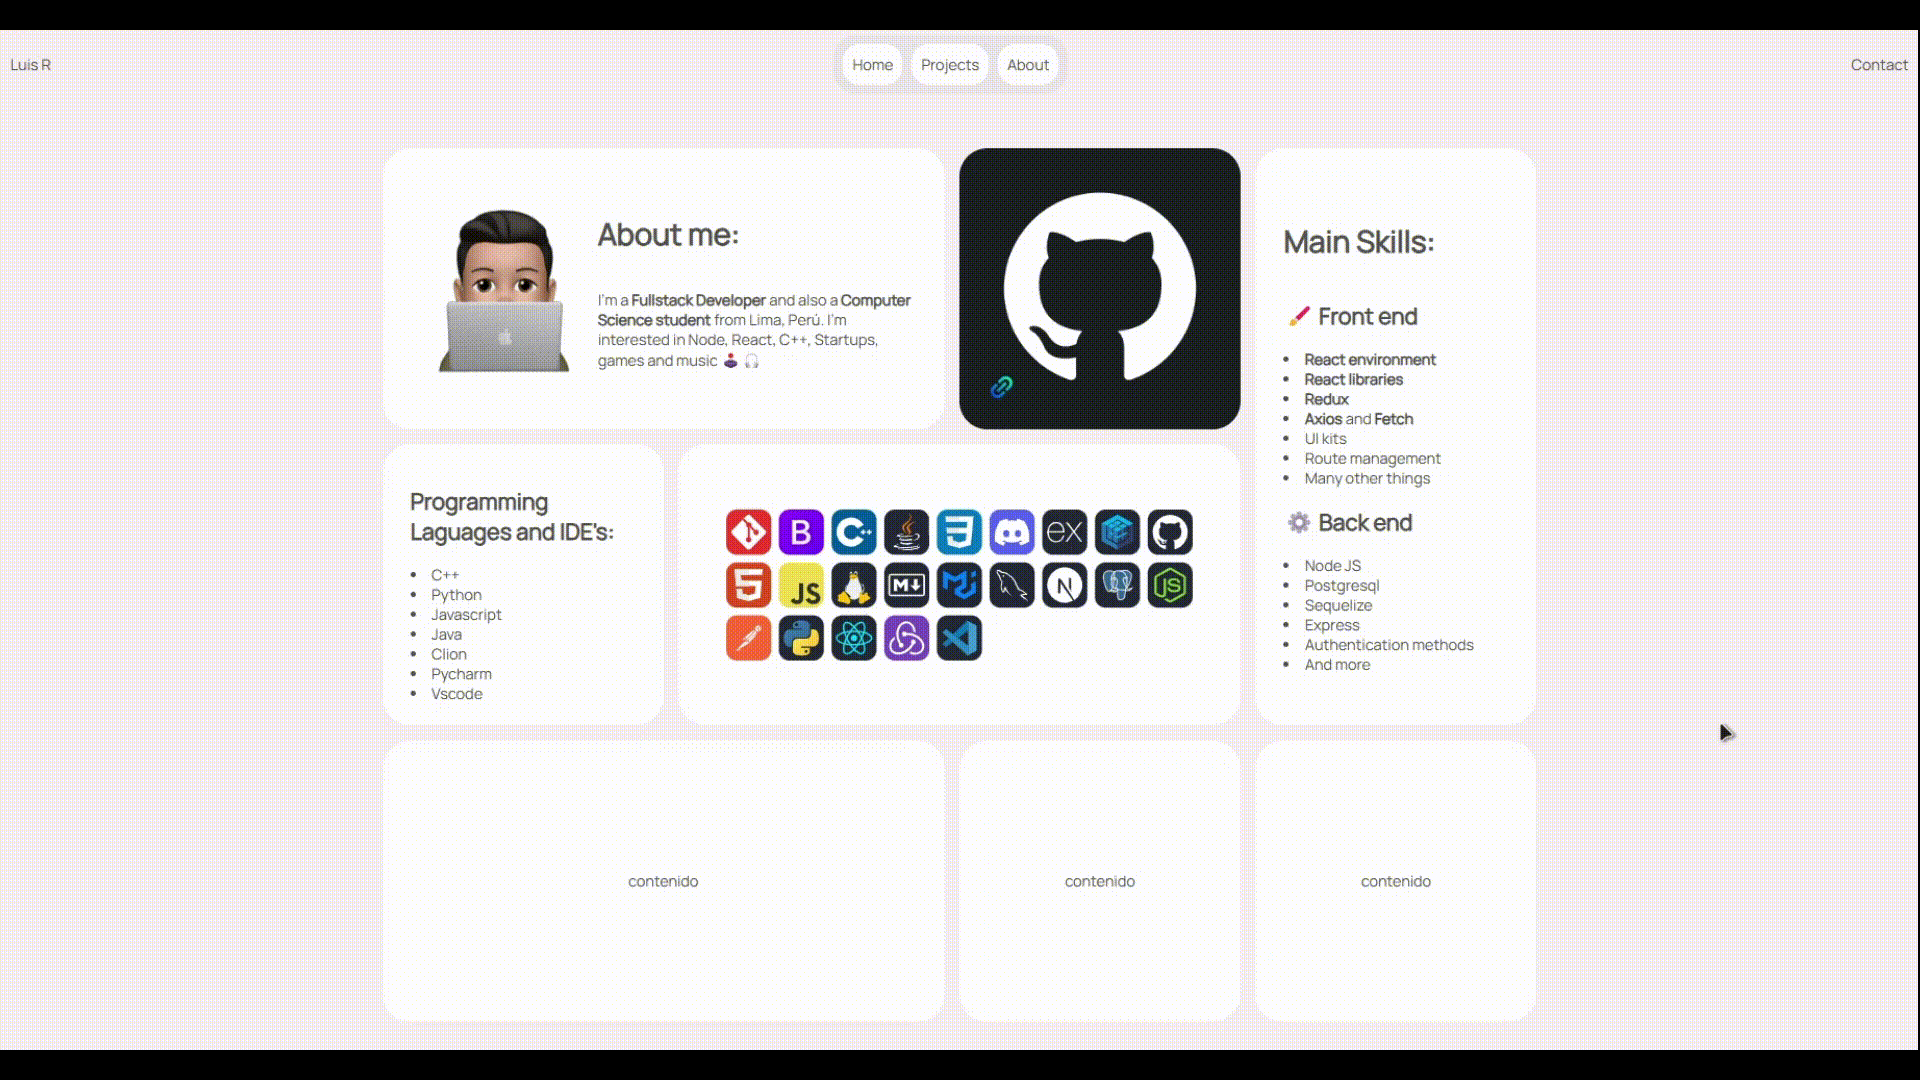 Luis R
Home
Projects
About
Contact
About me:
I'm a Fullstack Developer and also a Computer
Science student from Lima, Perú. I'm
interested in Node, React, C++, Startups,
games and music 🕹️ 🎧
Main Skills:
🖌️ Front end
• React environment
• React libraries
• Redux
• Axios and Fetch
• UI kits
• Route management
• Many other things
⚙️ Back end
• Node JS
• Postgresql
• Sequelize
• Express
• Authentication methods
• And more
Programming
Laguages and IDE's:
• C++
• Python
• Javascript
• Java
• Clion
• Pycharm
• Vscode
B
C++
3
ex
5
JS
M
N
JS
contenido
contenido
contenido